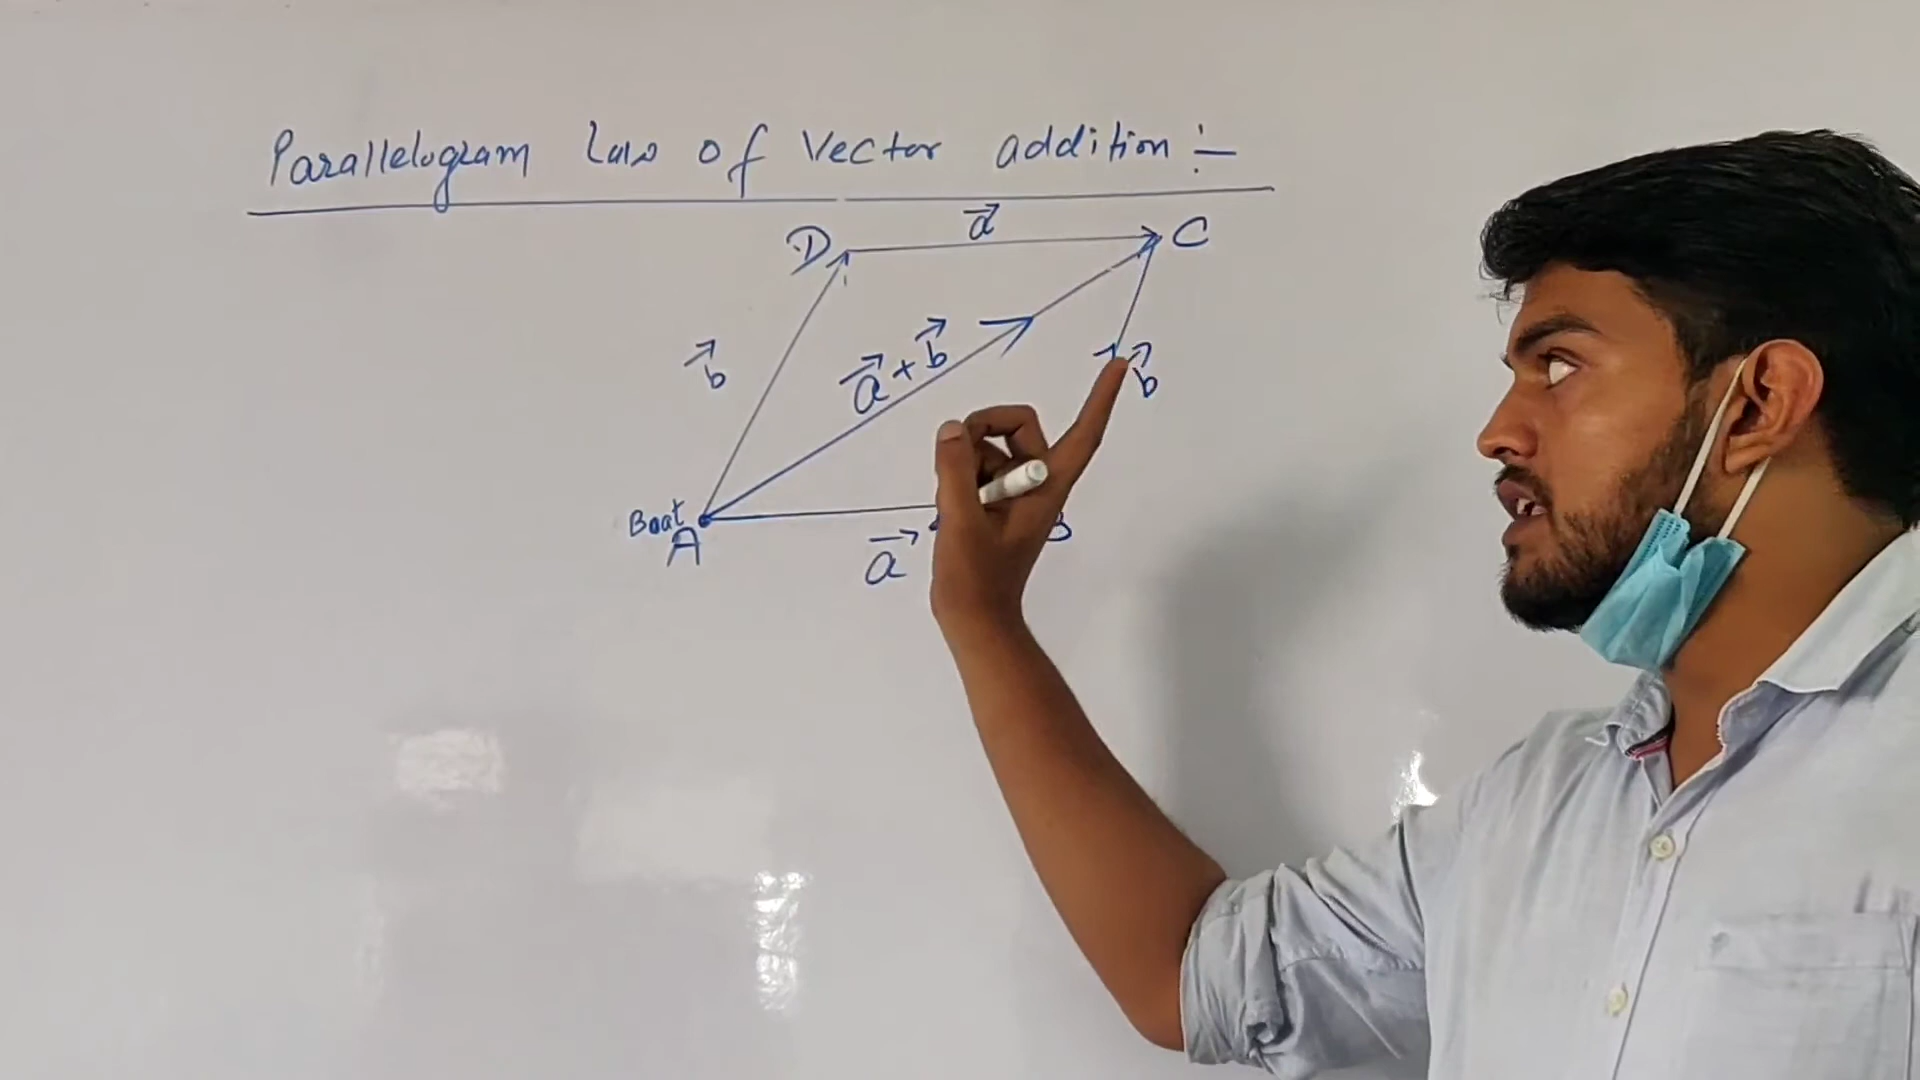 Parallelogram law of Vector addition :-
a⃗
D C
b⃗ a⃗ + b⃗ b⃗
Boat
A B
a⃗